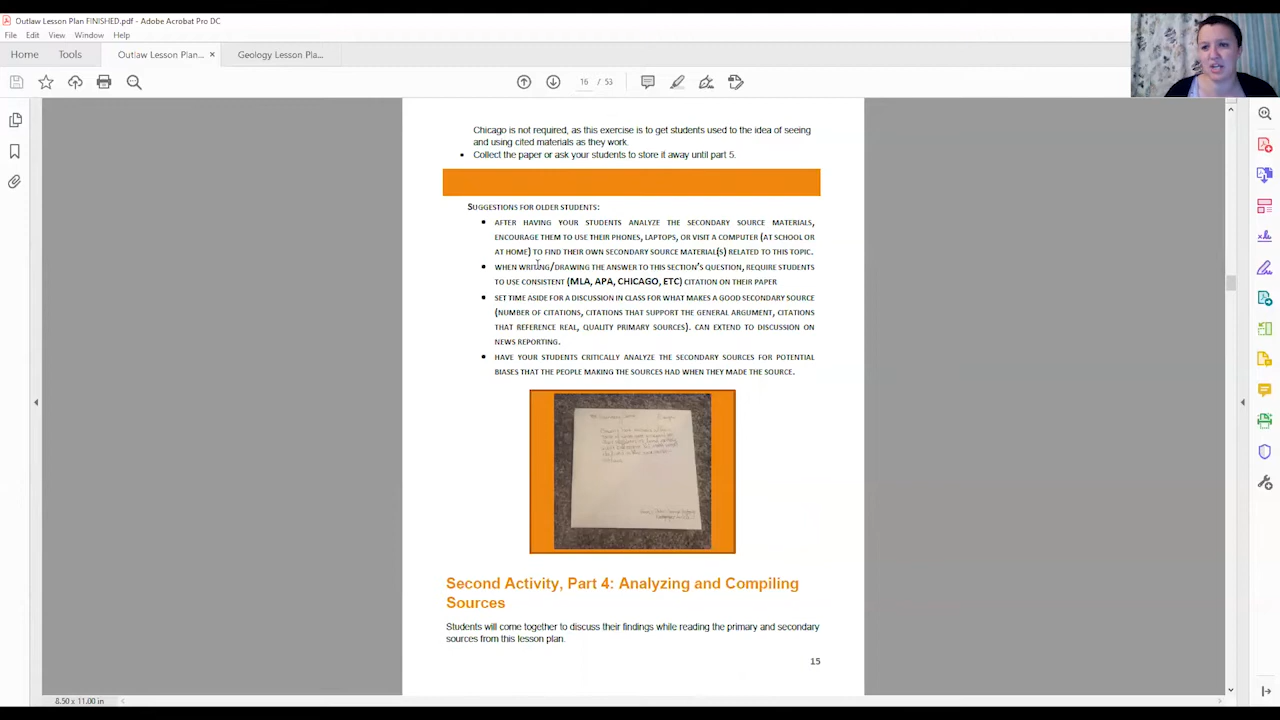 Outlaw Lesson Plan FINISHED.pdf - Adobe Acrobat Pro DC
File Edit View Window Help
Home Tools Outlaw Lesson Plan... × Geology Lesson Pla...
16 / 53
Chicago is not required, as this exercise is to get students used to the idea of seeing
and using cited materials as they work.
• Collect the paper or ask your students to store it away until part 5.
SUGGESTIONS FOR OLDER STUDENTS:
• AFTER HAVING YOUR STUDENTS ANALYZE THE SECONDARY SOURCE MATERIALS,
ENCOURAGE THEM TO USE THEIR PHONES, LAPTOPS, OR VISIT A COMPUTER (AT SCHOOL OR
AT HOME) TO FIND THEIR OWN SECONDARY SOURCE MATERIAL(S) RELATED TO THIS TOPIC.
• WHEN WRITING/DRAWING THE ANSWER TO THIS SECTION'S QUESTION, REQUIRE STUDENTS
TO USE CONSISTENT (MLA, APA, CHICAGO, ETC) CITATION ON THEIR PAPER
• SET TIME ASIDE FOR A DISCUSSION IN CLASS FOR WHAT MAKES A GOOD SECONDARY SOURCE
(NUMBER OF CITATIONS, CITATIONS THAT SUPPORT THE GENERAL ARGUMENT, CITATIONS
THAT REFERENCE REAL, QUALITY PRIMARY SOURCES). CAN EXTEND TO DISCUSSION ON
NEWS REPORTING.
• HAVE YOUR STUDENTS CRITICALLY ANALYZE THE SECONDARY SOURCES FOR POTENTIAL
BIASES THAT THE PEOPLE MAKING THE SOURCES HAD WHEN THEY MADE THE SOURCE.
Second Activity, Part 4: Analyzing and Compiling
Sources
Students will come together to discuss their findings while reading the primary and secondary
sources from this lesson plan.
15
8.50 x 11.00 in